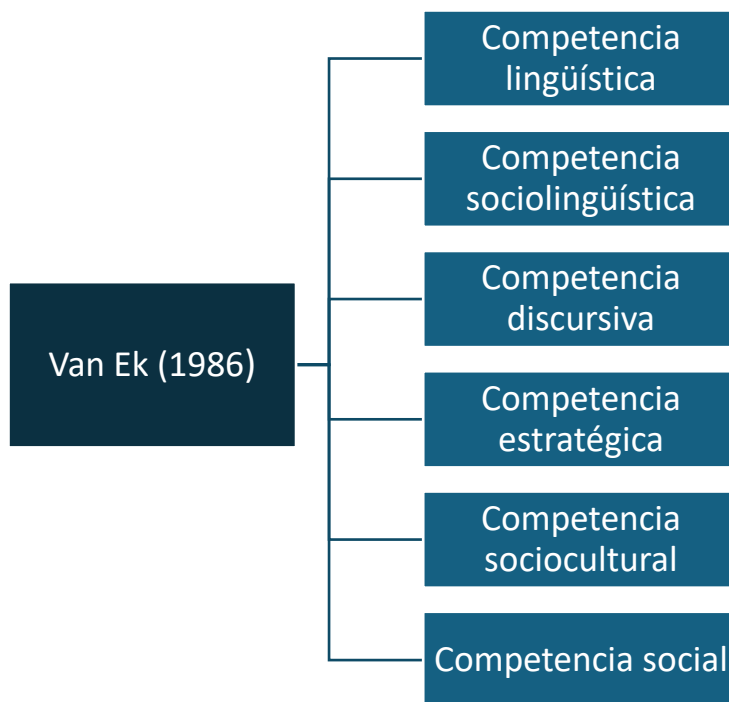 Competencia
lingüística
Competencia
sociolingüística
Competencia
discursiva
Van Ek (1986)
Competencia
estratégica
Competencia
sociocultural
Competencia social